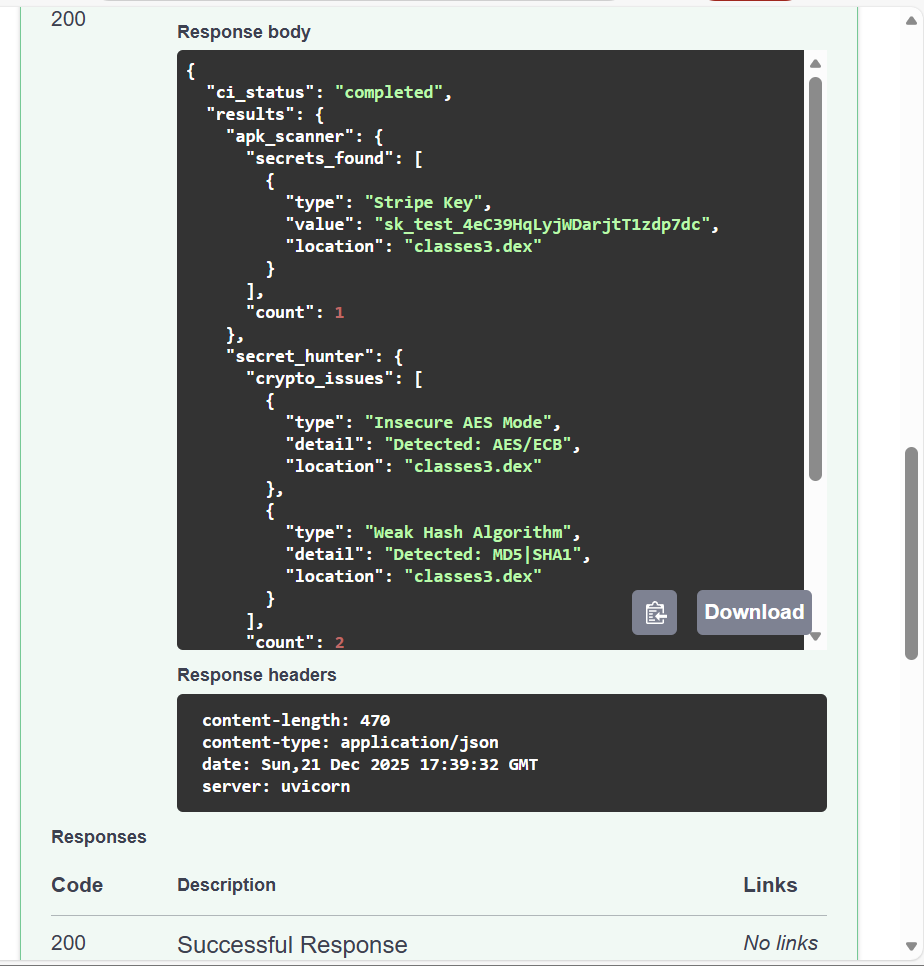 200
Response body
{
  "ci_status": "completed",
  "results": {
    "apk_scanner": {
      "secrets_found": [
        {
          "type": "Stripe Key",
          "value": "sk_test_4eC39HqLyjWDarjtT1zdp7dc",
          "location": "classes3.dex"
        }
      ],
      "count": 1
    },
    "secret_hunter": {
      "crypto_issues": [
        {
          "type": "Insecure AES Mode",
          "detail": "Detected: AES/ECB",
          "location": "classes3.dex"
        },
        {
          "type": "Weak Hash Algorithm",
          "detail": "Detected: MD5|SHA1",
          "location": "classes3.dex"
        }
      ],
      "count": 2
Download
Response headers
content-length: 470
content-type: application/json
date: Sun,21 Dec 2025 17:39:32 GMT
server: uvicorn
Responses
Code Description Links
200 Successful Response No links